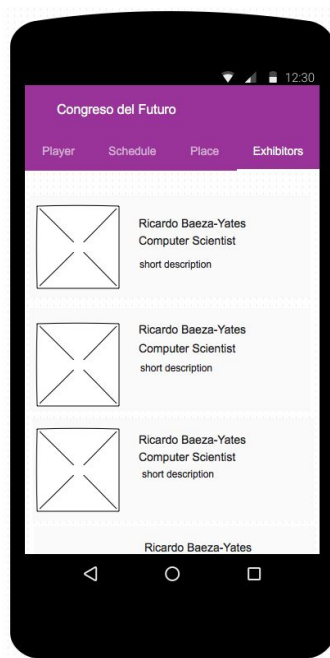 12:30
Congreso del Futuro
Player Schedule Place Exhibitors
Ricardo Baeza-Yates
Computer Scientist
short description
Ricardo Baeza-Yates
Computer Scientist
short description
Ricardo Baeza-Yates
Computer Scientist
short description
Ricardo Baeza-Yates